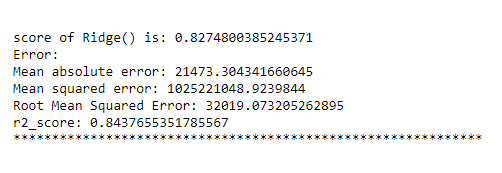 score of Ridge() is: 0.8274800385245371
Error:
Mean absolute error: 21473.304341660645
Mean squared error: 1025221048.9239844
Root Mean Squared Error: 32019.073205262895
r2_score: 0.8437655351785567
*************************************************************